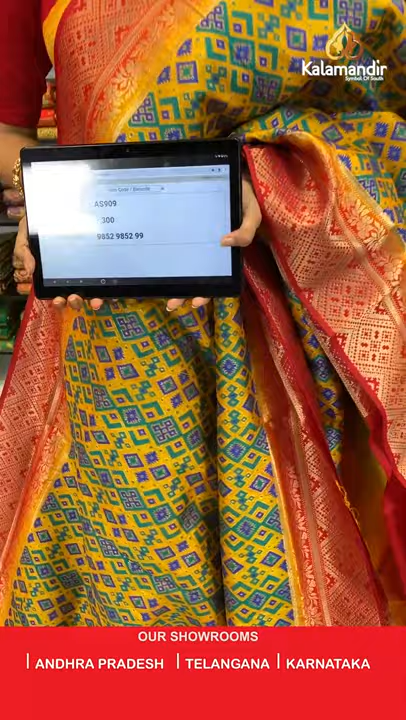 Kalamandir
Symbol Of South
AS909
300
9852 9852 99
OUR SHOWROOMS
| ANDHRA PRADESH | TELANGANA | KARNATAKA